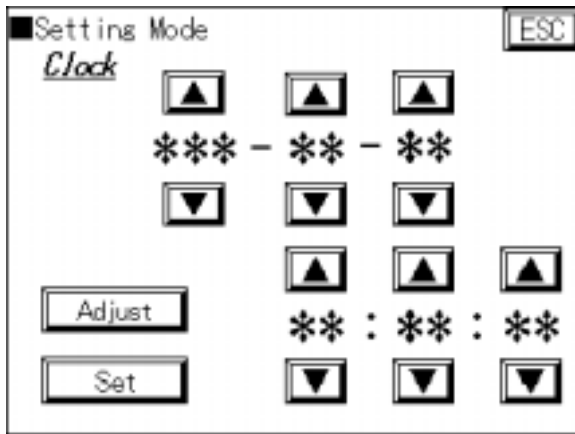 ■Setting Mode ESC
Clock
▲ ▲ ▲
***-**-**
▼ ▼ ▼
▲ ▲ ▲
Adjust **:**:**
Set ▼ ▼ ▼